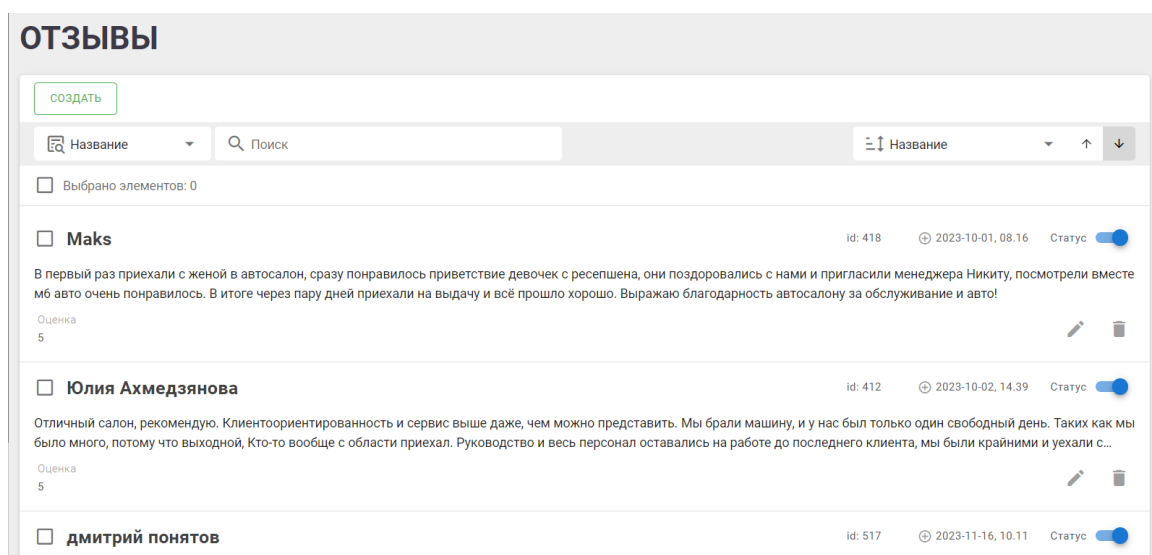 ОТЗЫВЫ
СОЗДАТЬ
Название
Поиск
Название
Выбрано элементов: 0
Maks
id: 418
2023-10-01, 08.16
Статус
В первый раз приехали с женой в автосалон, сразу понравилось приветствие девочек с ресепшена, они поздоровались с нами и пригласили менеджера Никиту, посмотрели вместе
м6 авто очень понравилось. В итоге через пару дней приехали на выдачу и всё прошло хорошо. Выражаю благодарность автосалону за обслуживание и авто!
Оценка
5
Юлия Ахмедзянова
id: 412
2023-10-02, 14.39
Статус
Отличный салон, рекомендую. Клиентоориентированность и сервис выше даже, чем можно представить. Мы брали машину, и у нас был только один свободный день. Таких как мы
было много, потому что выходной, Кто-то вообще с области приехал. Руководство и весь персонал оставались на работе до последнего клиента, мы были крайними и уехали с...
Оценка
5
дмитрий понятов
id: 517
2023-11-16, 10.11
Статус